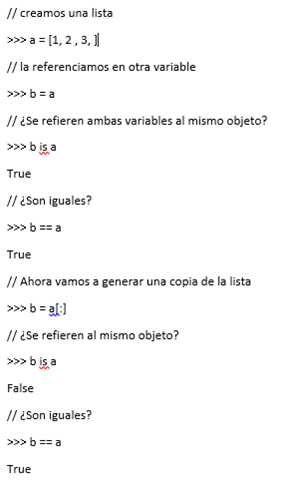 // creamos una lista
>>> a = [1, 2 , 3, ]
// la referenciamos en otra variable
>>> b = a
// ¿Se refieren ambas variables al mismo objeto?
>>> b is a
True
// ¿Son iguales?
>>> b == a
True
// Ahora vamos a generar una copia de la lista
>>> b = a[:]
// ¿Se refieren al mismo objeto?
>>> b is a
False
// ¿Son iguales?
>>> b == a
True